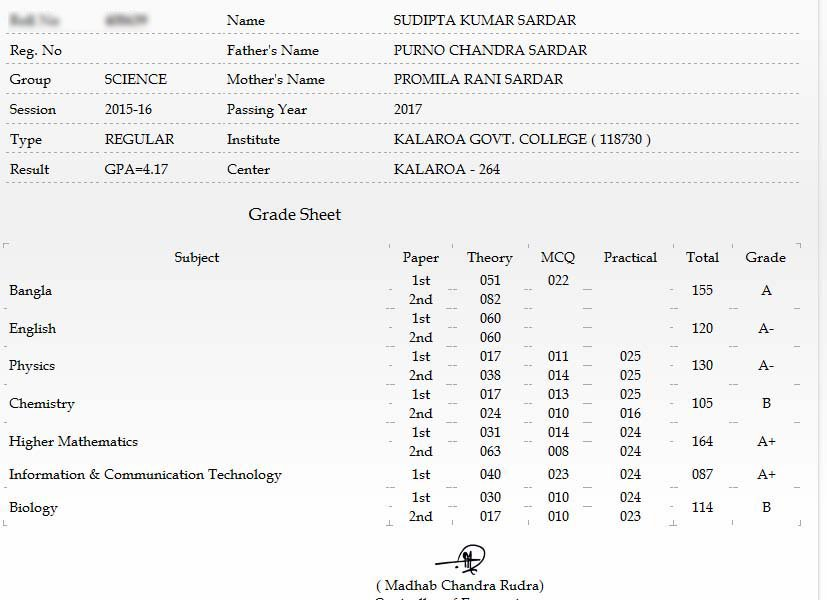 Name SUDIPTA KUMAR SARDAR
Reg. No Father's Name PURNO CHANDRA SARDAR
Group SCIENCE Mother's Name PROMILA RANI SARDAR
Session 2015-16 Passing Year 2017
Type REGULAR Institute KALAROA GOVT. COLLEGE ( 118730 )
Result GPA=4.17 Center KALAROA - 264
Grade Sheet
Subject Paper Theory MCQ Practical Total Grade
Bangla 1st 051 022 155 A
2nd 082
English 1st 060 120 A-
2nd 060
Physics 1st 017 011 025 130 A-
2nd 038 014 025
Chemistry 1st 017 013 025 105 B
2nd 024 010 016
Higher Mathematics 1st 031 014 024 164 A+
2nd 063 008 024
Information & Communication Technology 1st 040 023 024 087 A+
Biology 1st 030 010 024 114 B
2nd 017 010 023
( Madhab Chandra Rudra)